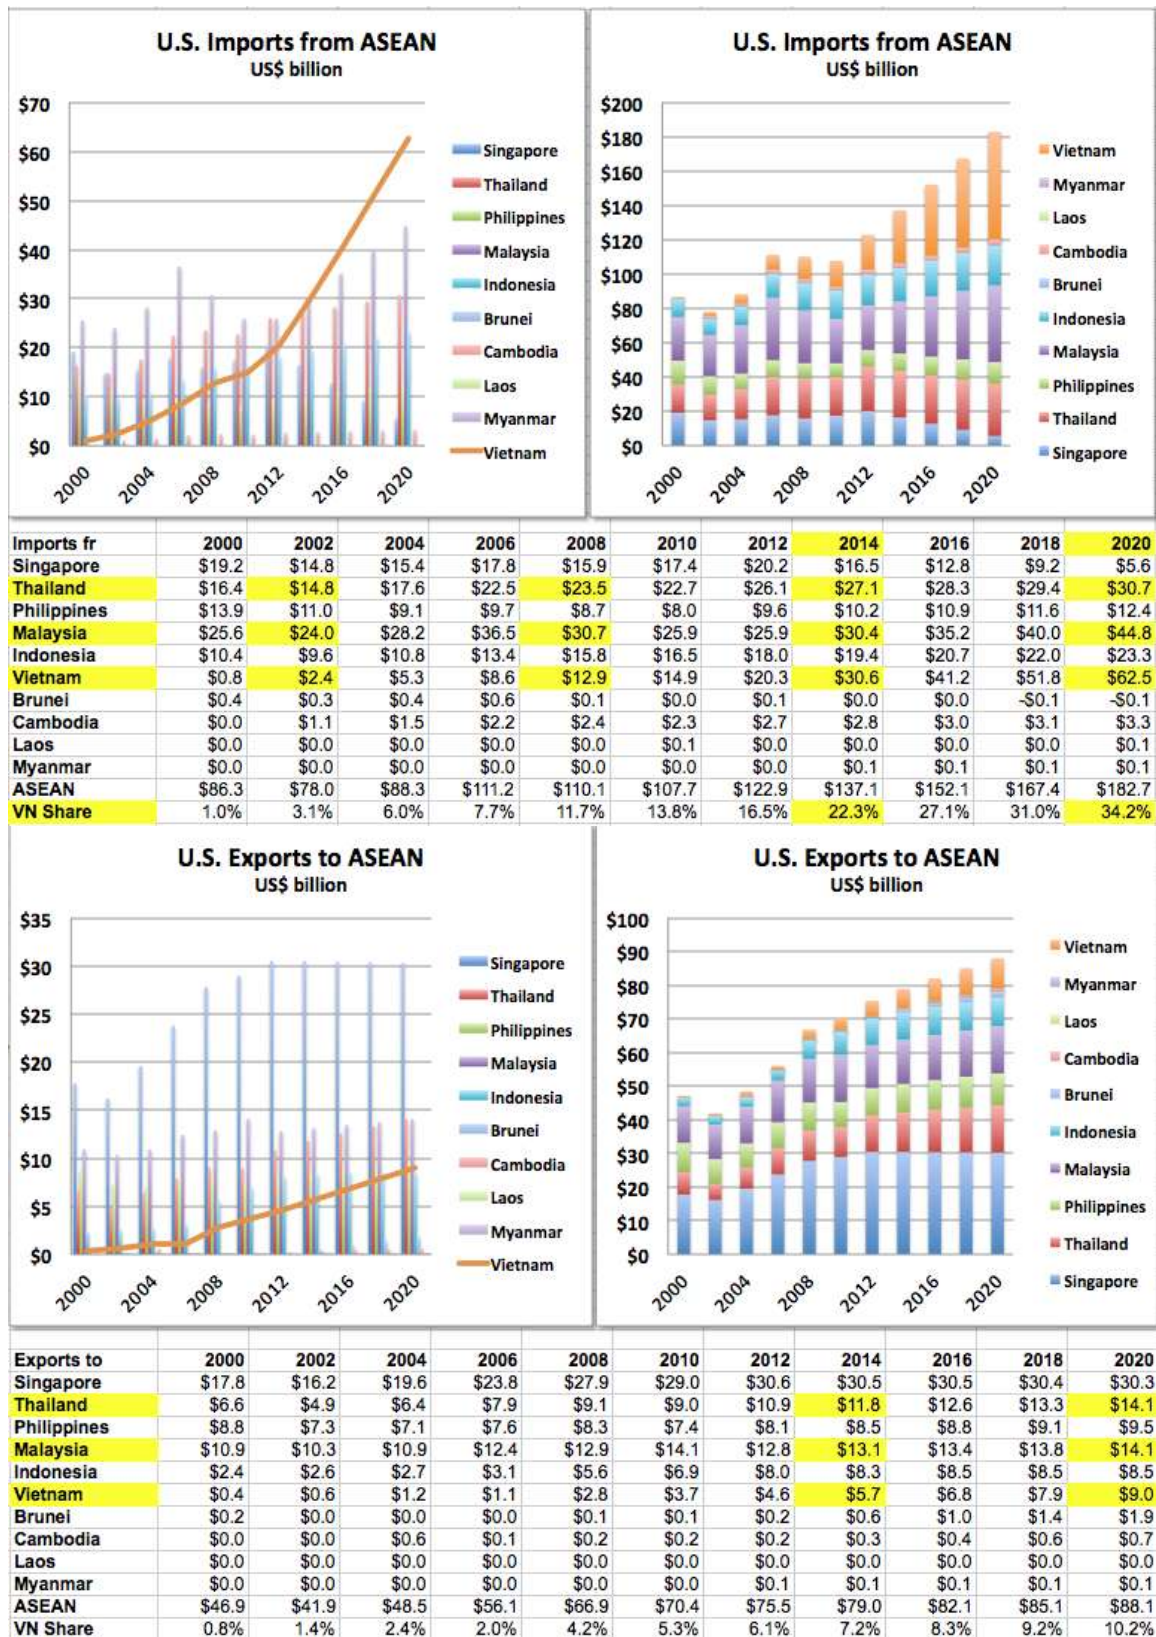 U.S. Imports from ASEAN
US$ billion
$70
$60
$50
$40
$30
$20
$10
$0
2000
2004
2008
2012
2016
2020
Singapore
Thailand
Philippines
Malaysia
Indonesia
Brunei
Cambodia
Laos
Myanmar
Vietnam
U.S. Imports from ASEAN
US$ billion
$200
$180
$160
$140
$120
$100
$80
$60
$40
$20
$0
2000
2004
2008
2012
2016
2020
Vietnam
Myanmar
Laos
Cambodia
Brunei
Indonesia
Malaysia
Philippines
Thailand
Singapore
Imports fr 2000 2002 2004 2006 2008 2010 2012 2014 2016 2018 2020
Singapore $19.2 $14.8 $15.4 $17.8 $15.9 $17.4 $20.2 $16.5 $12.8 $9.2 $5.6
Thailand $16.4 $14.8 $17.6 $22.5 $23.5 $22.7 $26.1 $27.1 $28.3 $29.4 $30.7
Philippines $13.9 $11.0 $9.1 $9.7 $8.7 $8.0 $9.6 $10.2 $10.9 $11.6 $12.4
Malaysia $25.6 $24.0 $28.2 $36.5 $30.7 $25.9 $25.9 $30.4 $35.2 $40.0 $44.8
Indonesia $10.4 $9.6 $10.8 $13.4 $15.8 $16.5 $18.0 $19.4 $20.7 $22.0 $23.3
Vietnam $0.8 $2.4 $5.3 $8.6 $12.9 $14.9 $20.3 $30.6 $41.2 $51.8 $62.5
Brunei $0.4 $0.3 $0.4 $0.6 $0.1 $0.0 $0.1 $0.0 $0.0 -$0.1 -$0.1
Cambodia $0.0 $1.1 $1.5 $2.2 $2.4 $2.3 $2.7 $2.8 $3.0 $3.1 $3.3
Laos $0.0 $0.0 $0.0 $0.0 $0.0 $0.1 $0.0 $0.0 $0.0 $0.0 $0.1
Myanmar $0.0 $0.0 $0.0 $0.0 $0.0 $0.0 $0.0 $0.1 $0.1 $0.1 $0.1
ASEAN $86.3 $78.0 $88.3 $111.2 $110.1 $107.7 $122.9 $137.1 $152.1 $167.4 $182.7
VN Share 1.0% 3.1% 6.0% 7.7% 11.7% 13.8% 16.5% 22.3% 27.1% 31.0% 34.2%
U.S. Exports to ASEAN
US$ billion
$35
$30
$25
$20
$15
$10
$5
$0
2000
2004
2008
2012
2016
2020
Singapore
Thailand
Philippines
Malaysia
Indonesia
Brunei
Cambodia
Laos
Myanmar
Vietnam
U.S. Exports to ASEAN
US$ billion
$100
$90
$80
$70
$60
$50
$40
$30
$20
$10
$0
2000
2004
2008
2012
2016
2020
Vietnam
Myanmar
Laos
Cambodia
Brunei
Indonesia
Malaysia
Philippines
Thailand
Singapore
Exports to 2000 2002 2004 2006 2008 2010 2012 2014 2016 2018 2020
Singapore $17.8 $16.2 $19.6 $23.8 $27.9 $29.0 $30.6 $30.5 $30.5 $30.4 $30.3
Thailand $6.6 $4.9 $6.4 $7.9 $9.1 $9.0 $10.9 $11.8 $12.6 $13.3 $14.1
Philippines $8.8 $7.3 $7.1 $7.6 $8.3 $7.4 $8.1 $8.5 $8.8 $9.1 $9.5
Malaysia $10.9 $10.3 $10.9 $12.4 $12.9 $14.1 $12.8 $13.1 $13.4 $13.8 $14.1
Indonesia $2.4 $2.6 $2.7 $3.1 $5.6 $6.9 $8.0 $8.3 $8.5 $8.5 $8.5
Vietnam $0.4 $0.6 $1.2 $1.1 $2.8 $3.7 $4.6 $5.7 $6.8 $7.9 $9.0
Brunei $0.2 $0.0 $0.0 $0.0 $0.1 $0.1 $0.2 $0.6 $1.0 $1.4 $1.9
Cambodia $0.0 $0.0 $0.6 $0.1 $0.2 $0.2 $0.2 $0.3 $0.4 $0.6 $0.7
Laos $0.0 $0.0 $0.0 $0.0 $0.0 $0.0 $0.0 $0.0 $0.0 $0.0 $0.0
Myanmar $0.0 $0.0 $0.0 $0.0 $0.0 $0.0 $0.1 $0.1 $0.1 $0.1 $0.1
ASEAN $46.9 $41.9 $48.5 $56.1 $66.9 $70.4 $75.5 $79.0 $82.1 $85.1 $88.1
VN Share 0.8% 1.4% 2.4% 2.0% 4.2% 5.3% 6.1% 7.2% 8.3% 9.2% 10.2%